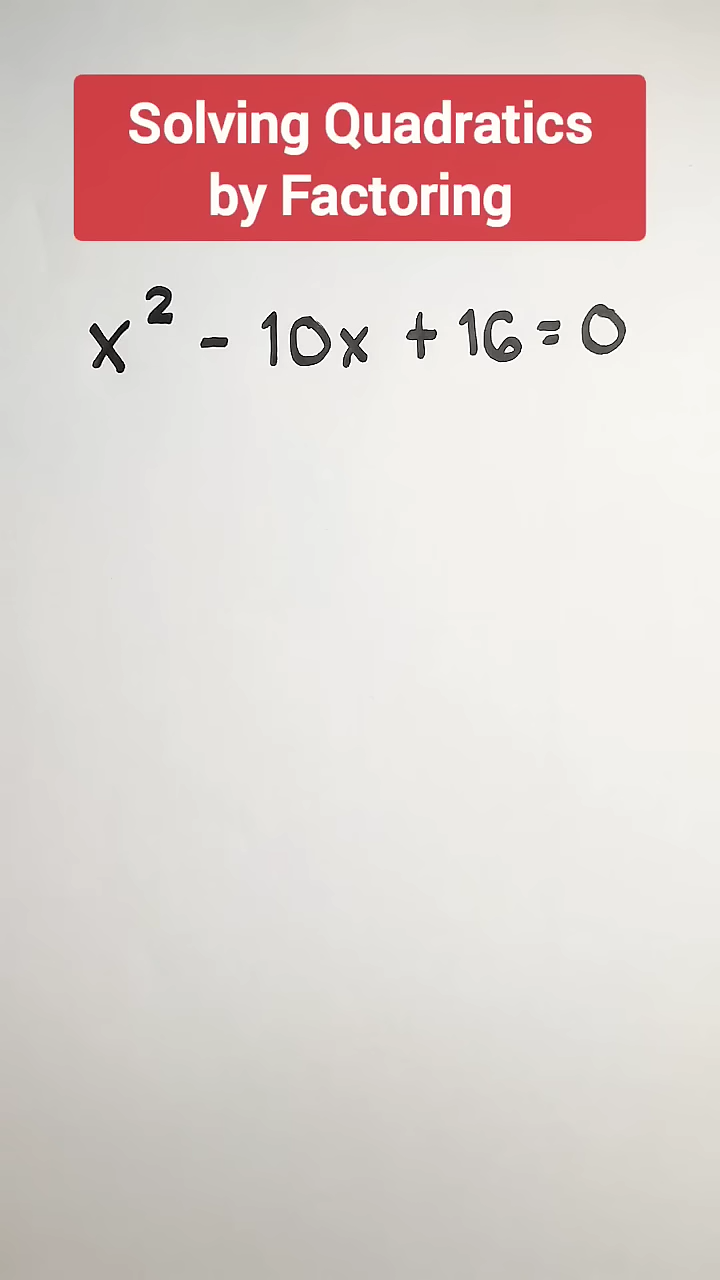 Solving Quadratics
by Factoring
x² - 10x + 16 = 0